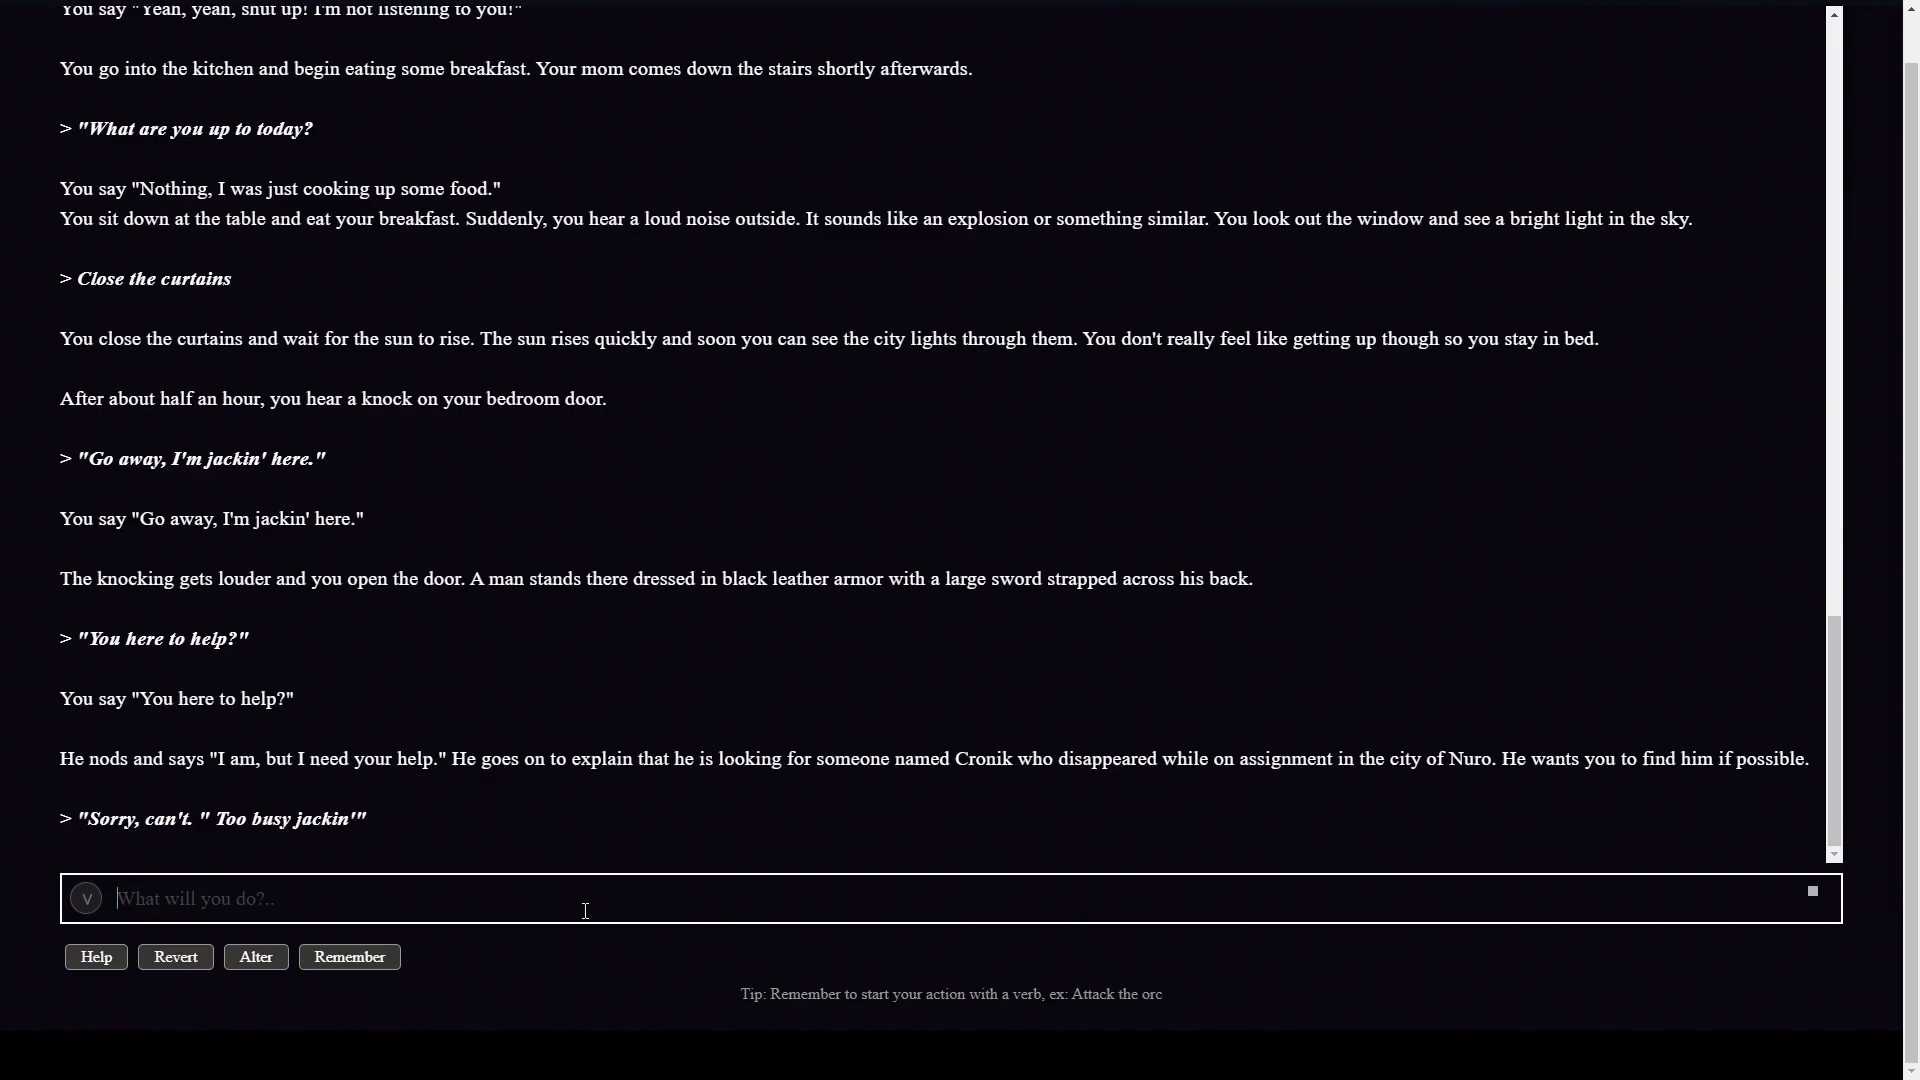 You say "Yeah, yeah, shut up! I'm not listening to you!"
You go into the kitchen and begin eating some breakfast. Your mom comes down the stairs shortly afterwards.
> "What are you up to today?
You say "Nothing, I was just cooking up some food."
You sit down at the table and eat your breakfast. Suddenly, you hear a loud noise outside. It sounds like an explosion or something similar. You look out the window and see a bright light in the sky.
> Close the curtains
You close the curtains and wait for the sun to rise. The sun rises quickly and soon you can see the city lights through them. You don't really feel like getting up though so you stay in bed.
After about half an hour, you hear a knock on your bedroom door.
> "Go away, I'm jackin' here."
You say "Go away, I'm jackin' here."
The knocking gets louder and you open the door. A man stands there dressed in black leather armor with a large sword strapped across his back.
> "You here to help?"
You say "You here to help?"
He nods and says "I am, but I need your help." He goes on to explain that he is looking for someone named Cronik who disappeared while on assignment in the city of Nuro. He wants you to find him if possible.
> "Sorry, can't. " Too busy jackin'"
V What will you do?..
Help Revert Alter Remember
Tip: Remember to start your action with a verb, ex: Attack the orc